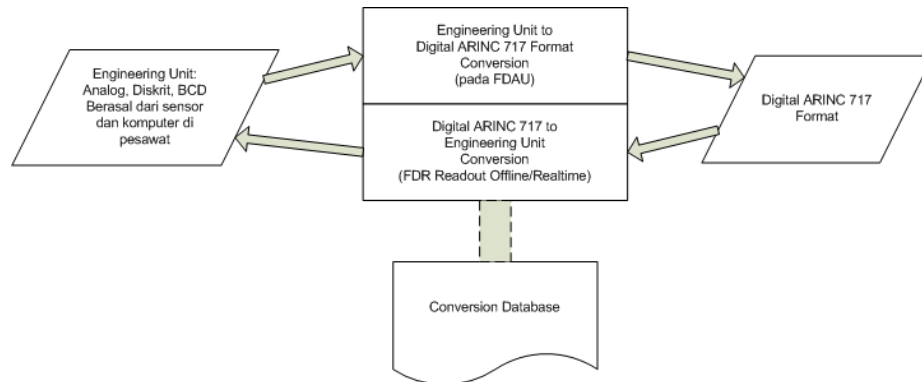 Engineering Unit:
Analog, Diskrit, BCD
Berasal dari sensor
dan komputer di
pesawat
Engineering Unit to
Digital ARINC 717 Format
Conversion
(pada FDAU)
Digital ARINC 717 to
Engineering Unit
Conversion
(FDR Readout Offline/Realtime)
Digital ARINC 717
Format
Conversion Database